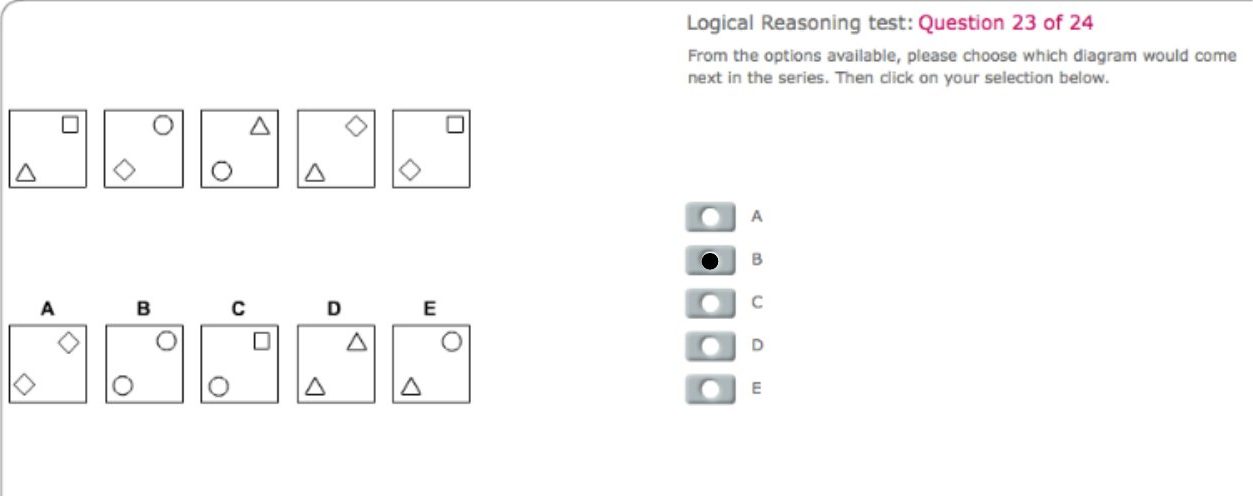 Logical Reasoning test: Question 23 of 24
From the options available, please choose which diagram would come
next in the series. Then click on your selection below.
A
B
C
D
E
A B C D E